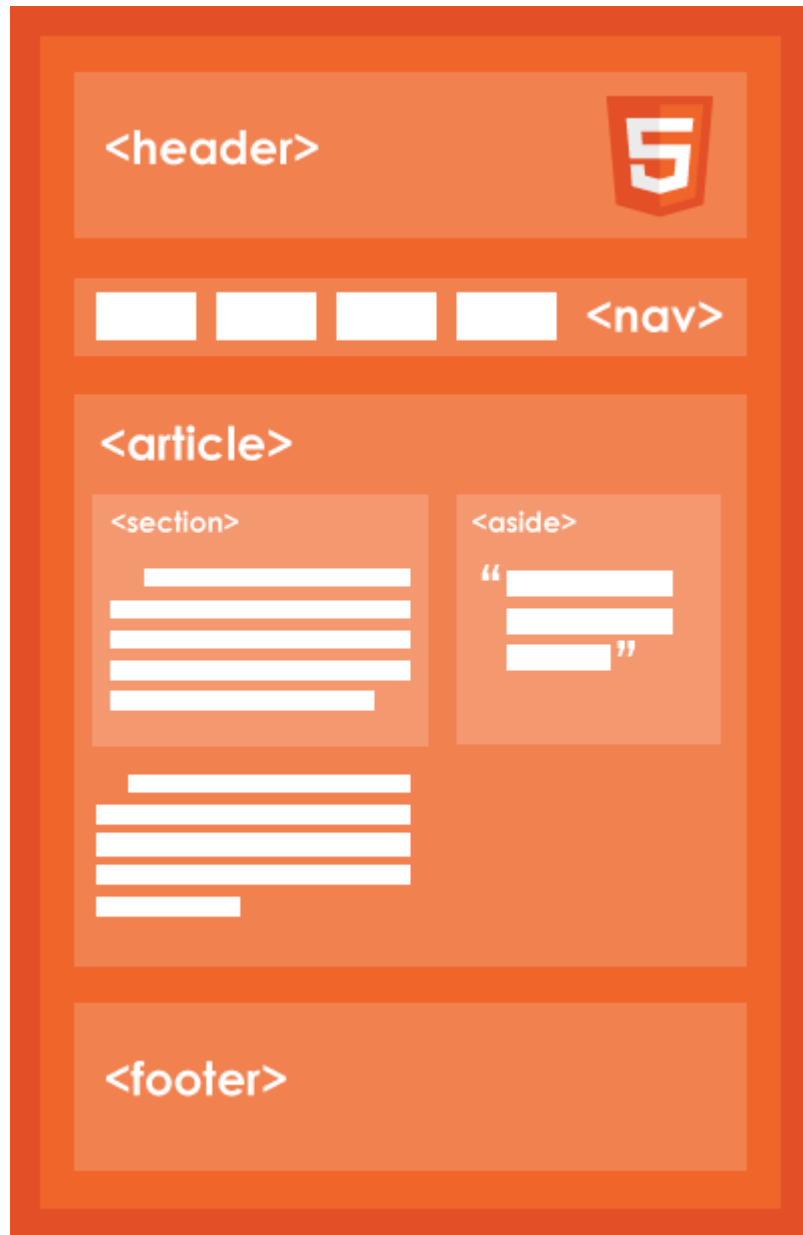 <header>
5
<nav>
<article>
<section>
<aside>
“
”
<footer>